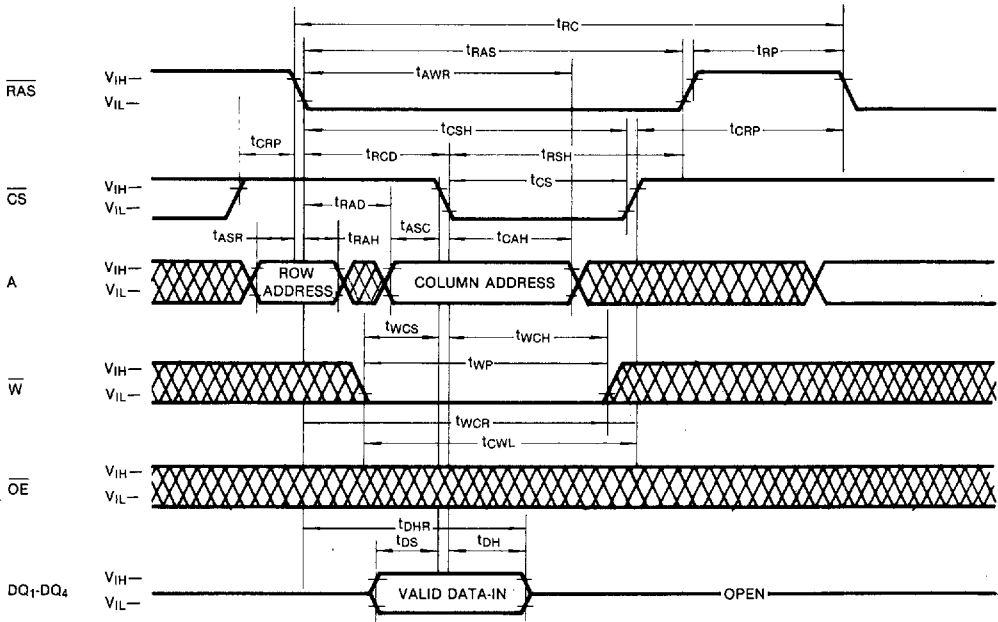 tRC
tRAS
tRP
tAWR
RAS
VIH
VIL
tCSH
tCRP
tCRP
tRCD
tRSH
CS
VIH
VIL
tCS
tRAD
tASC
tASR
tRAH
tCAH
A
VIH
VIL
ROW
ADDRESS
COLUMN ADDRESS
tWCS
tWCH
tWP
W
VIH
VIL
tWCR
tCWL
OE
VIH
VIL
tDHR
tDS
tDH
DQ1-DQ4
VIH
VIL
VALID DATA-IN
OPEN